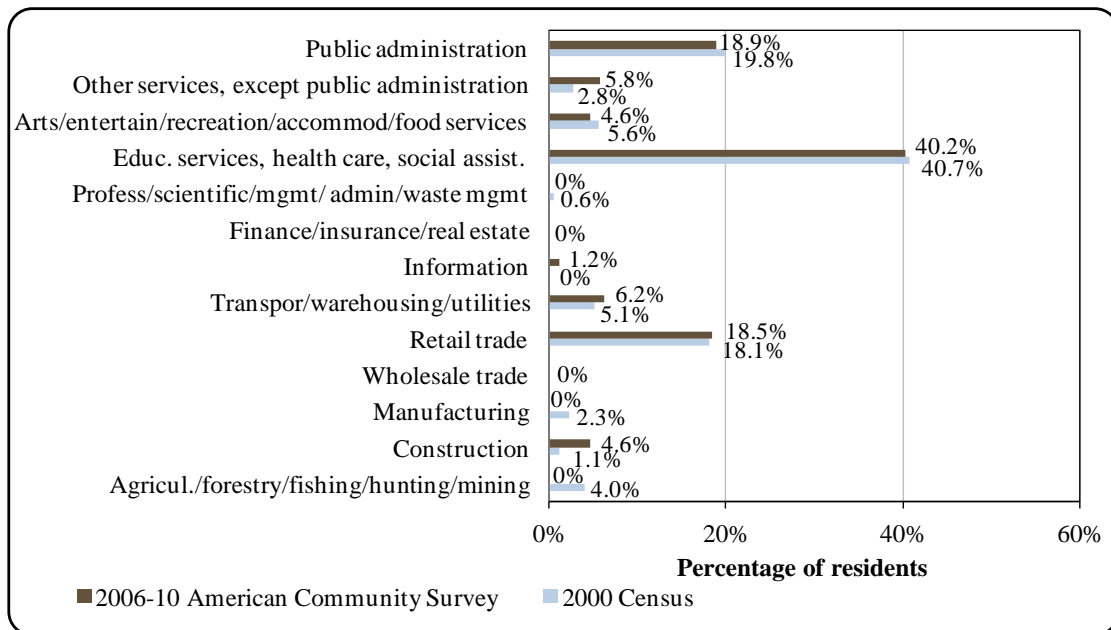 Public administration
18.9%
19.8%
Other services, except public administration
5.8%
2.8%
Arts/entertain/recreation/accommod/food services
4.6%
5.6%
Educ. services, health care, social assist.
40.2%
40.7%
Profess/scientific/mgmt/ admin/waste mgmt
0%
0.6%
Finance/insurance/real estate
0%
Information
1.2%
0%
Transpor/warehousing/utilities
6.2%
5.1%
Retail trade
18.5%
18.1%
Wholesale trade
0%
Manufacturing
0%
2.3%
Construction
4.6%
1.1%
Agricul./forestry/fishing/hunting/mining
0%
4.0%
0% 20% 40% 60%
Percentage of residents
2006-10 American Community Survey 2000 Census